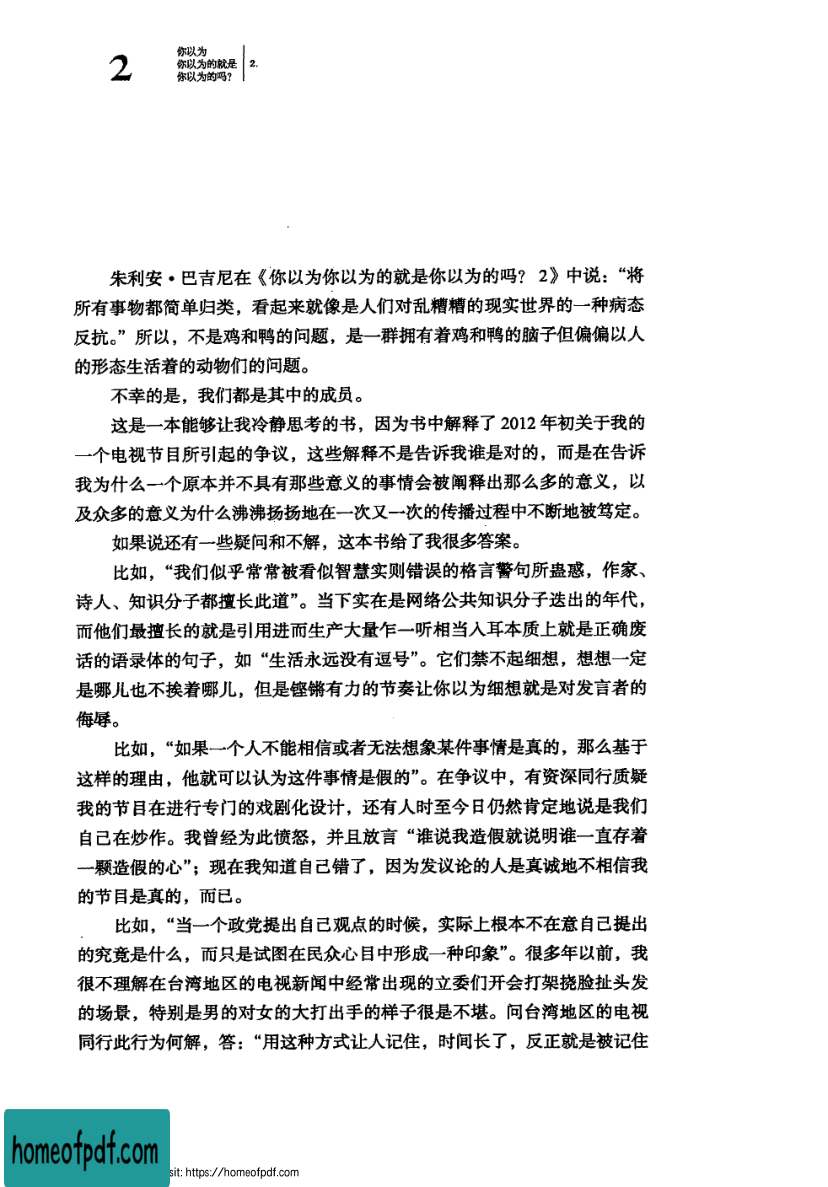 2
你以为
你以为的就是
你以为的吗?
2.
朱利安·巴吉尼在《你以为你以为的就是你以为的吗? 2》中说：“将
所有事物都简单归类，看起来就像是人们对乱糟糟的现实世界的一种病态
反抗。”所以，不是鸡和鸭的问题，是一群拥有着鸡和鸭的脑子但偏偏以人
的形态生活着的动物们的问题。
不幸的是，我们都是其中的成员。
这是一本能够让我冷静思考的书，因为书中解释了 2012 年初关于我的
一个电视节目所引起的争议，这些解释不是告诉我谁是对的，而是在告诉
我为什么一个原本并不具有那些意义的事情会被阐释出那么多的意义，以
及众多的意义为什么沸沸扬扬地在一次又一次的传播过程中不断地被笃定。
如果说还有一些疑问和不解，这本书给了我很多答案。
比如，“我们似乎常常被看似智慧实则错误的格言警句所蛊惑，作家、
诗人、知识分子都擅长此道”。当下实在是网络公共知识分子迭出的年代，
而他们最擅长的就是引用进而生产大量乍一听相当入耳本质上就是正确废
话的语录体的句子，如“生活永远没有逗号”。它们禁不起细想，想想一定
是哪儿也不挨着哪儿，但是铿锵有力的节奏让你以为细想就是对发言者的
侮辱。
比如，“如果一个人不能相信或者无法想象某件事情是真的，那么基于
这样的理由，他就可以认为这件事情是假的”。在争议中，有资深同行质疑
我的节目在进行专门的戏剧化设计，还有人时至今日仍然肯定地说是我们
自己在炒作。我曾经为此愤怒，并且放言“谁说我造假就说明谁一直存着
一颗造假的心”；现在我知道自己错了，因为发议论的人是真诚地不相信我
的节目是真的，而已。
比如，“当一个政党提出自己观点的时候，实际上根本不在意自己提出
的究竟是什么，而只是试图在民众心目中形成一种印象”。很多年以前，我
很不理解在台湾地区的电视新闻中经常出现的立委们开会打架挠脸扯头发
的场景，特别是男的对女的大打出手的样子很是不堪。问台湾地区的电视
同行此行为何解，答：“用这种方式让人记住，时间长了，反正就是被记住
homeofpdf.com
sit: https://homeofpdf.com